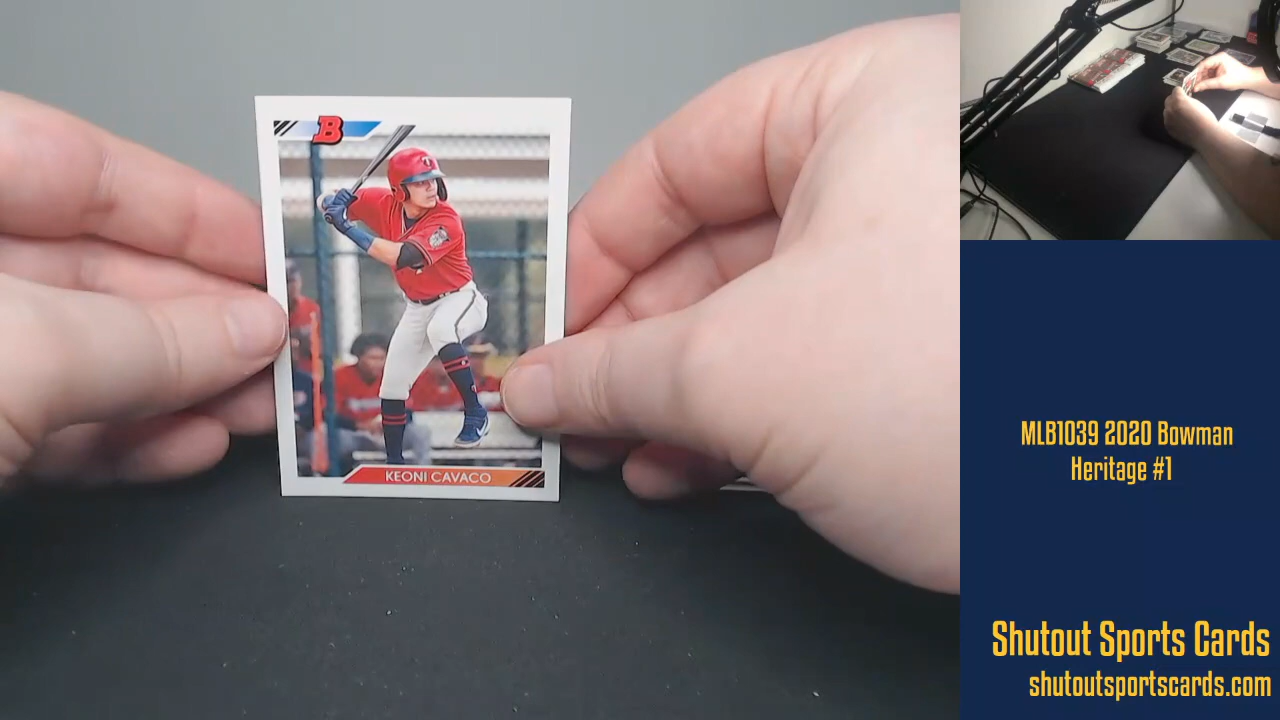 B
T
KEONI CAVACO
MLB1039 2020 Bowman
Heritage #1
Shutout Sports Cards
shutoutsportscards.com